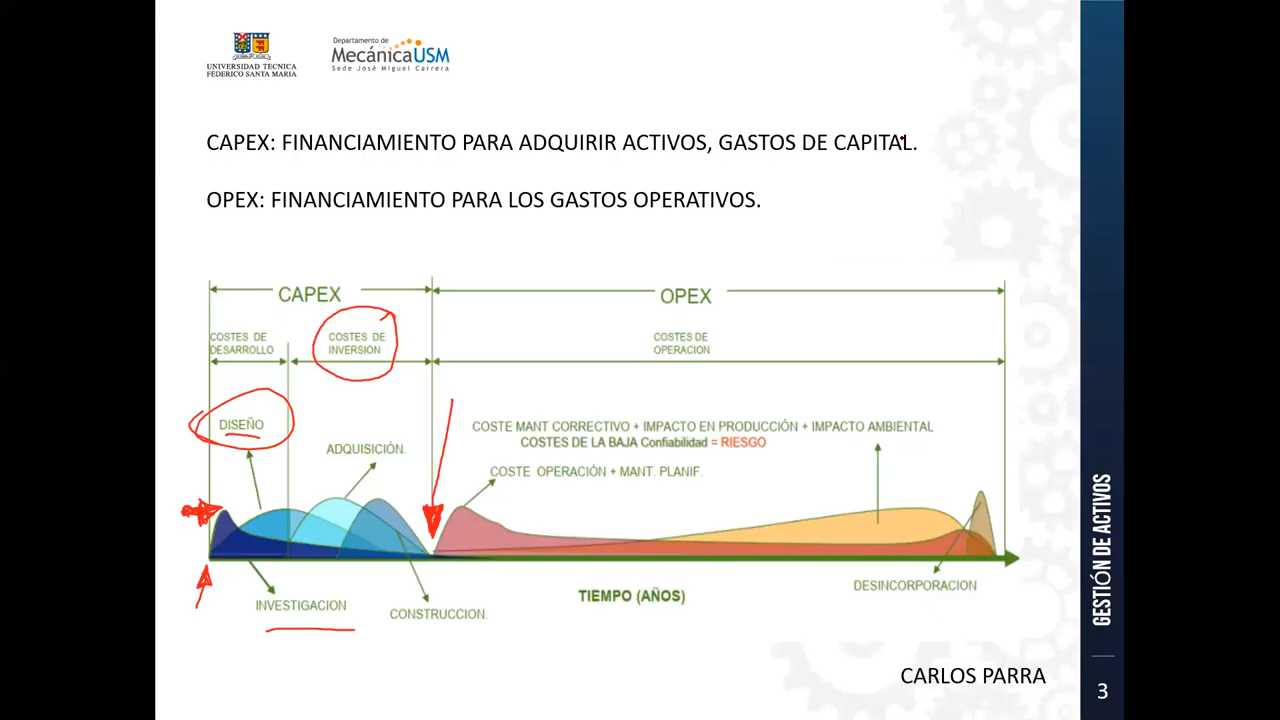 UNIVERSIDAD TECNICA
FEDERICO SANTA MARIA
Departamento de
MecánicaUSM
Sede José Miguel Carrera
CAPEX: FINANCIAMIENTO PARA ADQUIRIR ACTIVOS, GASTOS DE CAPITAL.
OPEX: FINANCIAMIENTO PARA LOS GASTOS OPERATIVOS.
CAPEX
OPEX
COSTES DE
DESARROLLO
COSTES DE
INVERSION
COSTES DE
OPERACIÓN
DISEÑO
ADQUISICIÓN.
COSTE MANT CORRECTIVO + IMPACTO EN PRODUCCIÓN + IMPACTO AMBIENTAL
COSTES DE LA BAJA Confiabilidad = RIESGO
COSTE OPERACIÓN + MANT. PLANIF.
INVESTIGACION
CONSTRUCCION.
TIEMPO (AÑOS)
DESINCORPORACION
CARLOS PARRA
GESTIÓN DE ACTIVOS
3